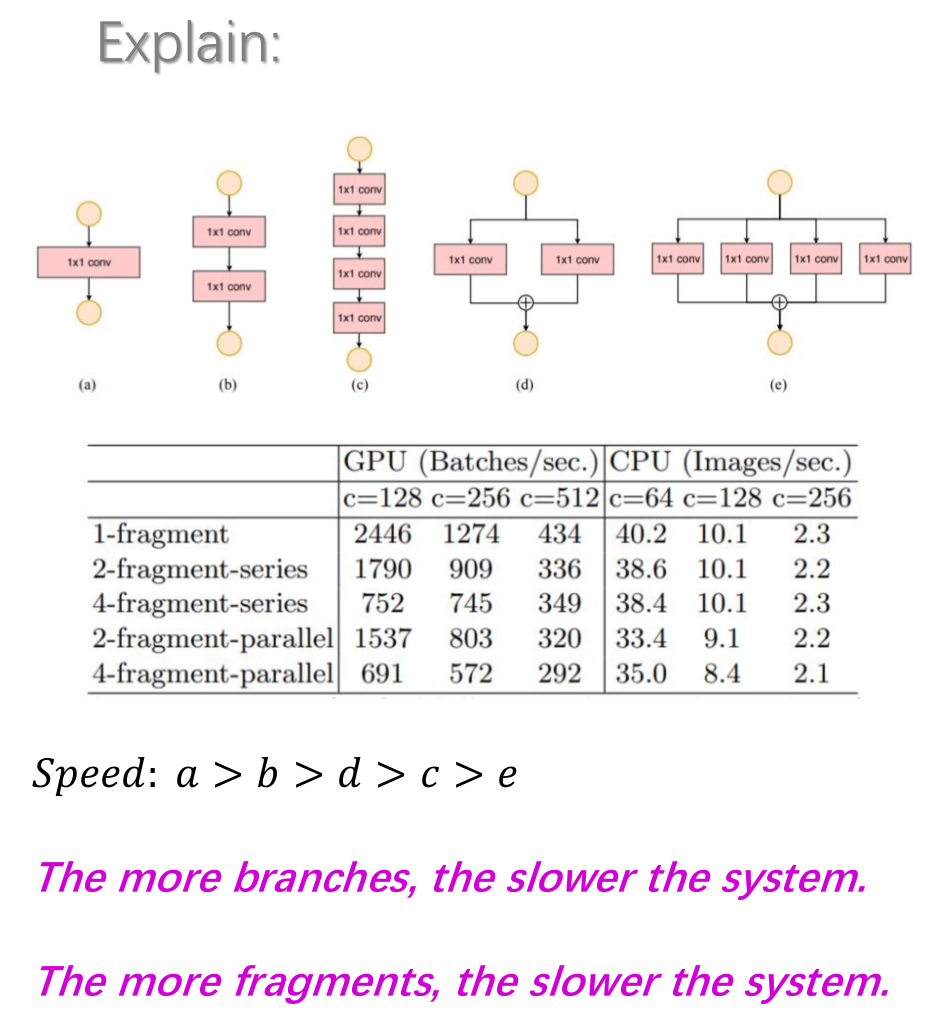 Explain:
1x1 conv
(a)
1x1 conv
1x1 conv
(b)
1x1 conv
1x1 conv
1x1 conv
1x1 conv
(c)
1x1 conv 1x1 conv
(d)
1x1 conv 1x1 conv 1x1 conv 1x1 conv
(e)
GPU (Batches/sec.) CPU (Images/sec.)
c=128 c=256 c=512 c=64 c=128 c=256
1-fragment 2446 1274 434 40.2 10.1 2.3
2-fragment-series 1790 909 336 38.6 10.1 2.2
4-fragment-series 752 745 349 38.4 10.1 2.3
2-fragment-parallel 1537 803 320 33.4 9.1 2.2
4-fragment-parallel 691 572 292 35.0 8.4 2.1
Speed: a > b > d > c > e
The more branches, the slower the system.
The more fragments, the slower the system.